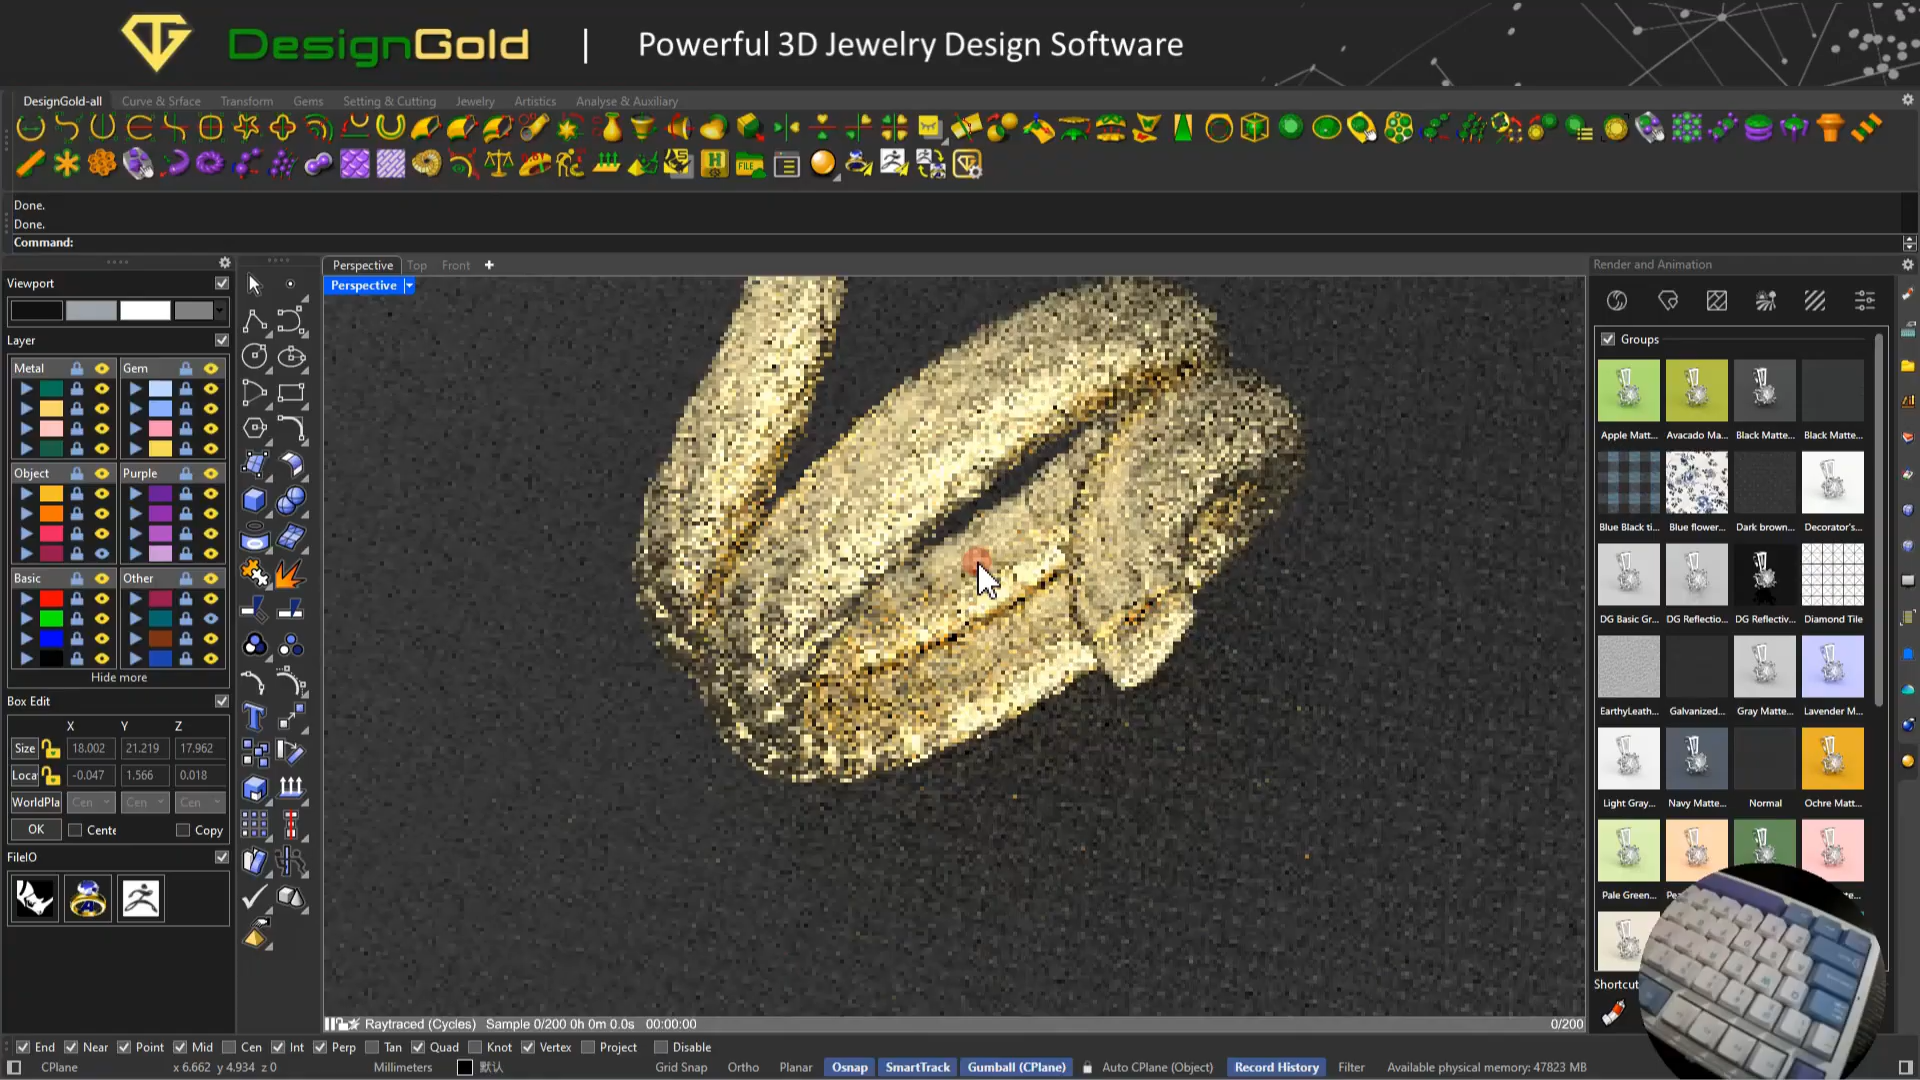 DesignGold | Powerful 3D Jewelry Design Software
DesignGold-all Curve & Srface Transform Gems Setting & Cutting Jewelry Artistics Analyse & Auxiliary
Done.
Done.
Command:
Viewport
Layer
Metal Gem
Object Purple
Basic Other
Hide more
Box Edit
X Y Z
Size 18.002 21.219 17.962
Loca -0.047 1.566 0.018
WorldPla Cen Cen Cen
OK Cente Copy
FileIO
Perspective Top Front
Perspective
Raytraced (Cycles) Sample 0/200 0h 0m 0.0s 00:00:00 0/200
Render and Animation
Groups
Apple Matt... Avacado Ma... Black Matte... Black Matte...
Blue Black ti... Blue flower... Dark brown... Decorator's...
DG Basic Gr... DG Reflectio... DG Reflectiv... Diamond Tile
EarthyLeath... Galvanized... Gray Matte... Lavender M...
Light Gray... Navy Matte... Normal Ochre Matt...
Pale Green...
Shortcut
End Near Point Mid Cen Int Perp Tan Quad Knot Vertex Project Disable
CPlane x 6.662 y 4.934 z 0 Millimeters 默认 Grid Snap Ortho Planar Osnap SmartTrack Gumball (CPlane) Auto CPlane (Object) Record History Filter Available physical memory: 47823 MB